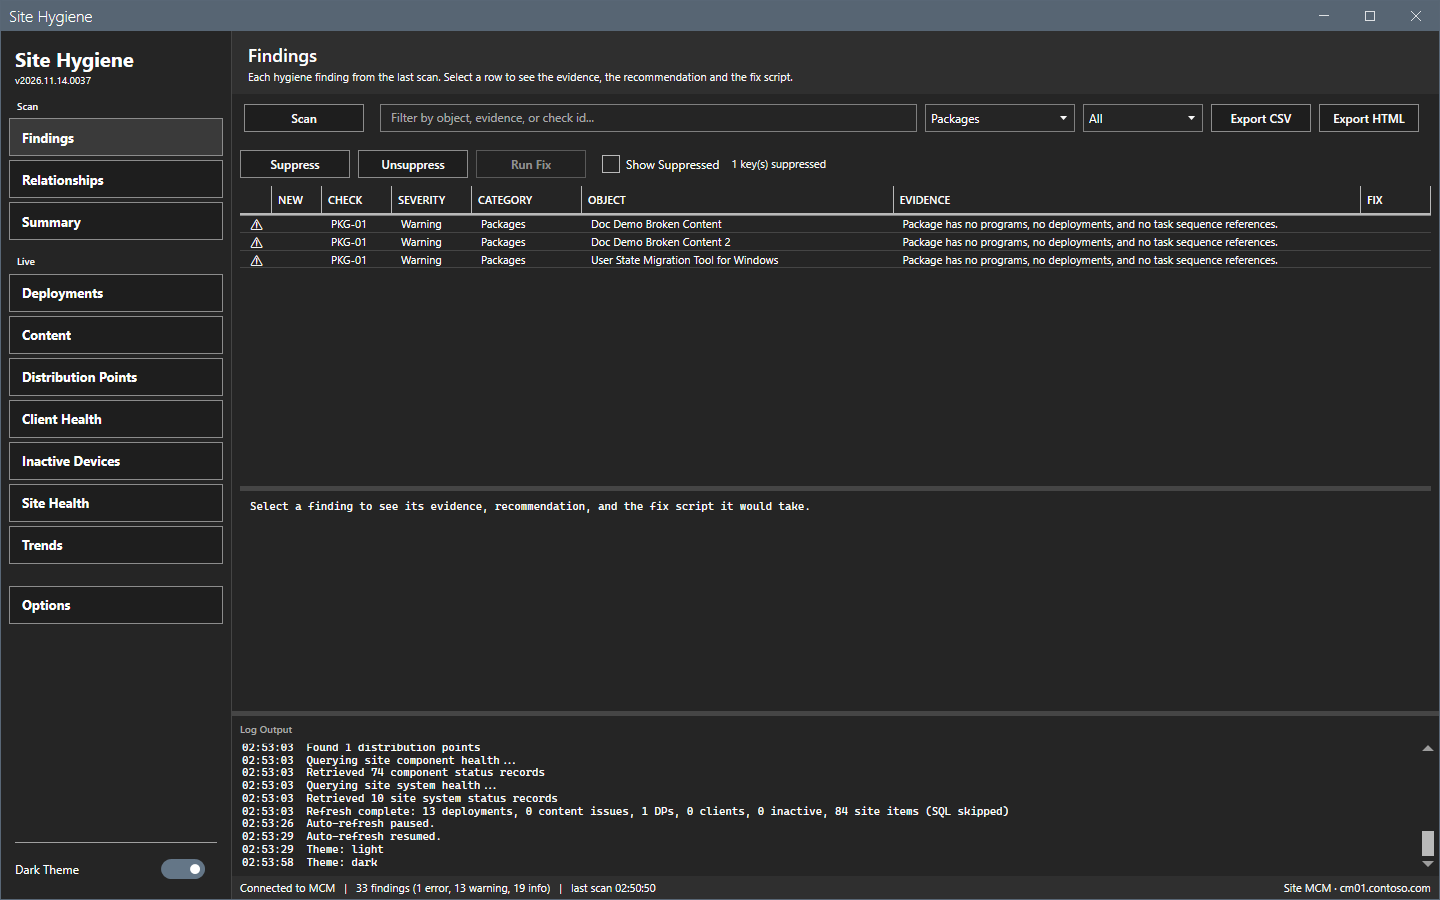 Site Hygiene
Site Hygiene
v2026.11.14.0037
Scan
Findings
Relationships
Summary
Live
Deployments
Content
Distribution Points
Client Health
Inactive Devices
Site Health
Trends
Options
Dark Theme
Findings
Each hygiene finding from the last scan. Select a row to see the evidence, the recommendation and the fix script.
Scan Filter by object, evidence, or check id... Packages All Export CSV Export HTML
Suppress Unsuppress Run Fix Show Suppressed 1 key(s) suppressed
NEW CHECK SEVERITY CATEGORY OBJECT EVIDENCE FIX
PKG-01 Warning Packages Doc Demo Broken Content Package has no programs, no deployments, and no task sequence references.
PKG-01 Warning Packages Doc Demo Broken Content 2 Package has no programs, no deployments, and no task sequence references.
PKG-01 Warning Packages User State Migration Tool for Windows Package has no programs, no deployments, and no task sequence references.
Select a finding to see its evidence, recommendation, and the fix script it would take.
Log Output
02:53:03 Found 1 distribution points
02:53:03 Querying site component health...
02:53:03 Retrieved 74 component status records
02:53:03 Querying site system health...
02:53:03 Retrieved 10 site system status records
02:53:03 Refresh complete: 13 deployments, 0 content issues, 1 DPs, 0 clients, 0 inactive, 84 site items (SQL skipped)
02:53:26 Auto-refresh paused.
02:53:29 Auto-refresh resumed.
02:53:29 Theme: light
02:53:58 Theme: dark
Connected to MCM | 33 findings (1 error, 13 warning, 19 info) | last scan 02:50:50 Site MCM · cm01.contoso.com